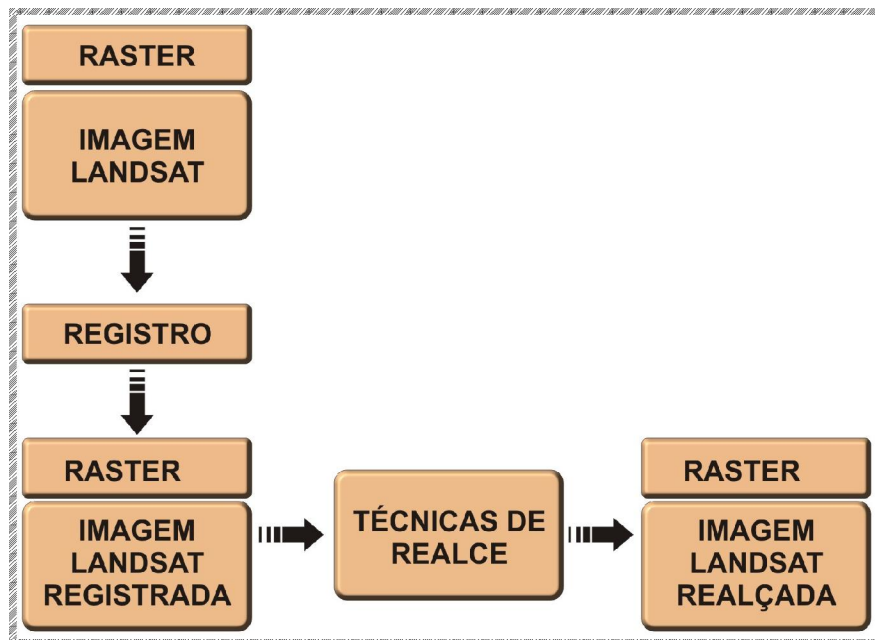 RASTER
IMAGEM
LANDSAT
REGISTRO
RASTER
IMAGEM
LANDSAT
REGISTRADA
TÉCNICAS DE
REALCE
RASTER
IMAGEM
LANDSAT
REALÇADA